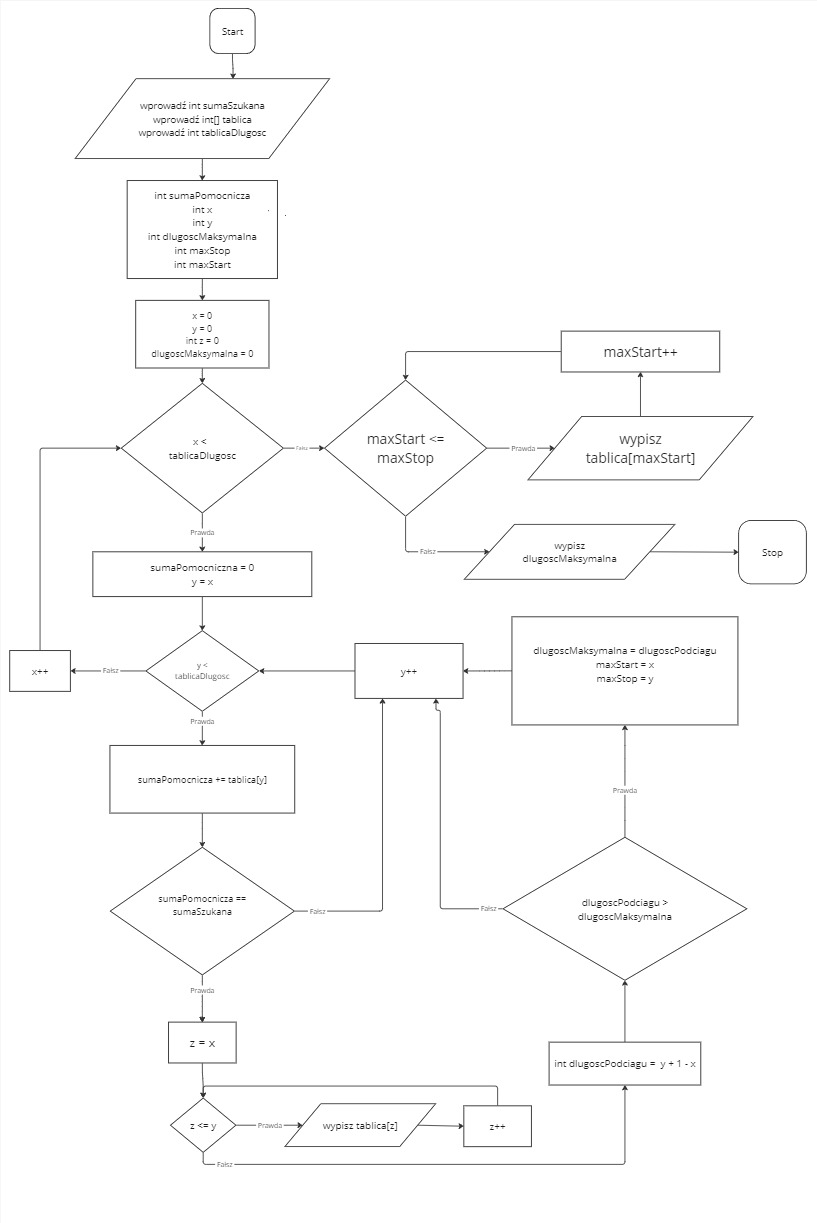 Start
wprowadź int sumaSzukana
wprowadź int[] tablica
wprowadź int tablicaDlugosc
int sumaPomocnicza
int x
int y
int dlugoscMaksymalna
int maxStop
int maxStart
x = 0
y = 0
int z = 0
dlugoscMaksymalna = 0
x <
tablicaDlugosc
Fałsz
maxStart <=
maxStop
Prawda
wypisz
tablica[maxStart]
maxStart++
Fałsz
wypisz
dlugoscMaksymalna
Stop
Prawda
sumaPomocniczna = 0
y = x
y <
tablicaDlugosc
Fałsz
x++
Prawda
sumaPomocnicza += tablica[y]
sumaPomocnicza ==
sumaSzukana
Fałsz
y++
Prawda
z = x
z <= y
Prawda
wypisz tablica[z]
z++
Fałsz
int dlugoscPodciagu = y + 1 - x
dlugoscPodciagu >
dlugoscMaksymalna
Fałsz
Prawda
dlugoscMaksymalna = dlugoscPodciagu
maxStart = x
maxStop = y